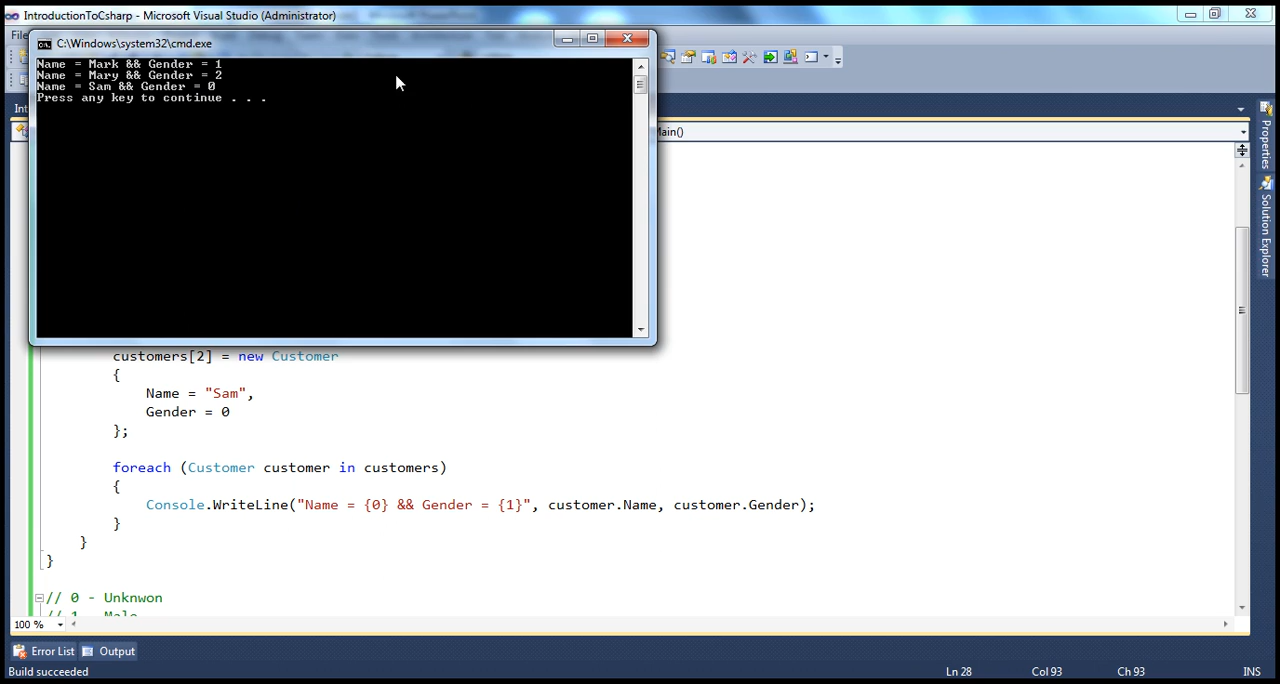 IntroductionToCsharp - Microsoft Visual Studio (Administrator)
C:\Windows\system32\cmd.exe
Name = Mark && Gender = 1
Name = Mary && Gender = 2
Name = Sam && Gender = 0
Press any key to continue . . .
Main()
Properties
Solution Explorer
customers[2] = new Customer
{
Name = "Sam",
Gender = 0
};
foreach (Customer customer in customers)
{
Console.WriteLine("Name = {0} && Gender = {1}", customer.Name, customer.Gender);
}
}
}
// 0 - Unknwon
// 1 - Male
100 %
Error List
Output
Build succeeded
Ln 28
Col 93
Ch 93
INS